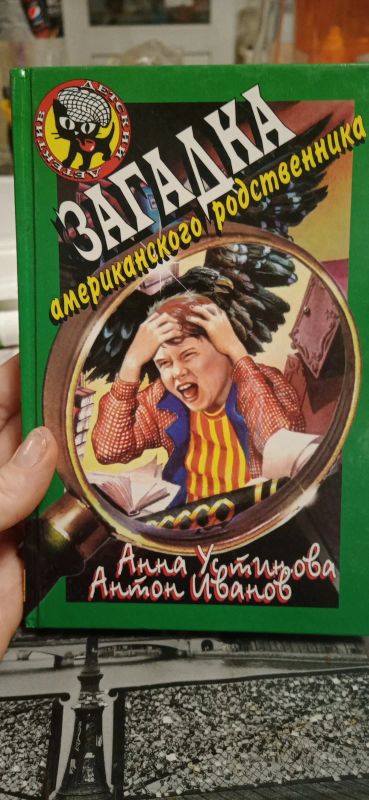 ДЕТСКИЙ
ДЕТЕКТИВ
ЗАГАДКА
американского родственника
Анна Устинова
Антон Иванов